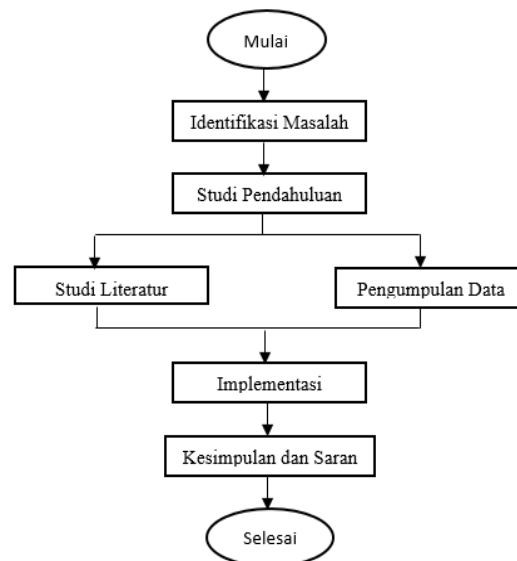 Mulai
Identifikasi Masalah
Studi Pendahuluan
Studi Literatur
Pengumpulan Data
Implementasi
Kesimpulan dan Saran
Selesai